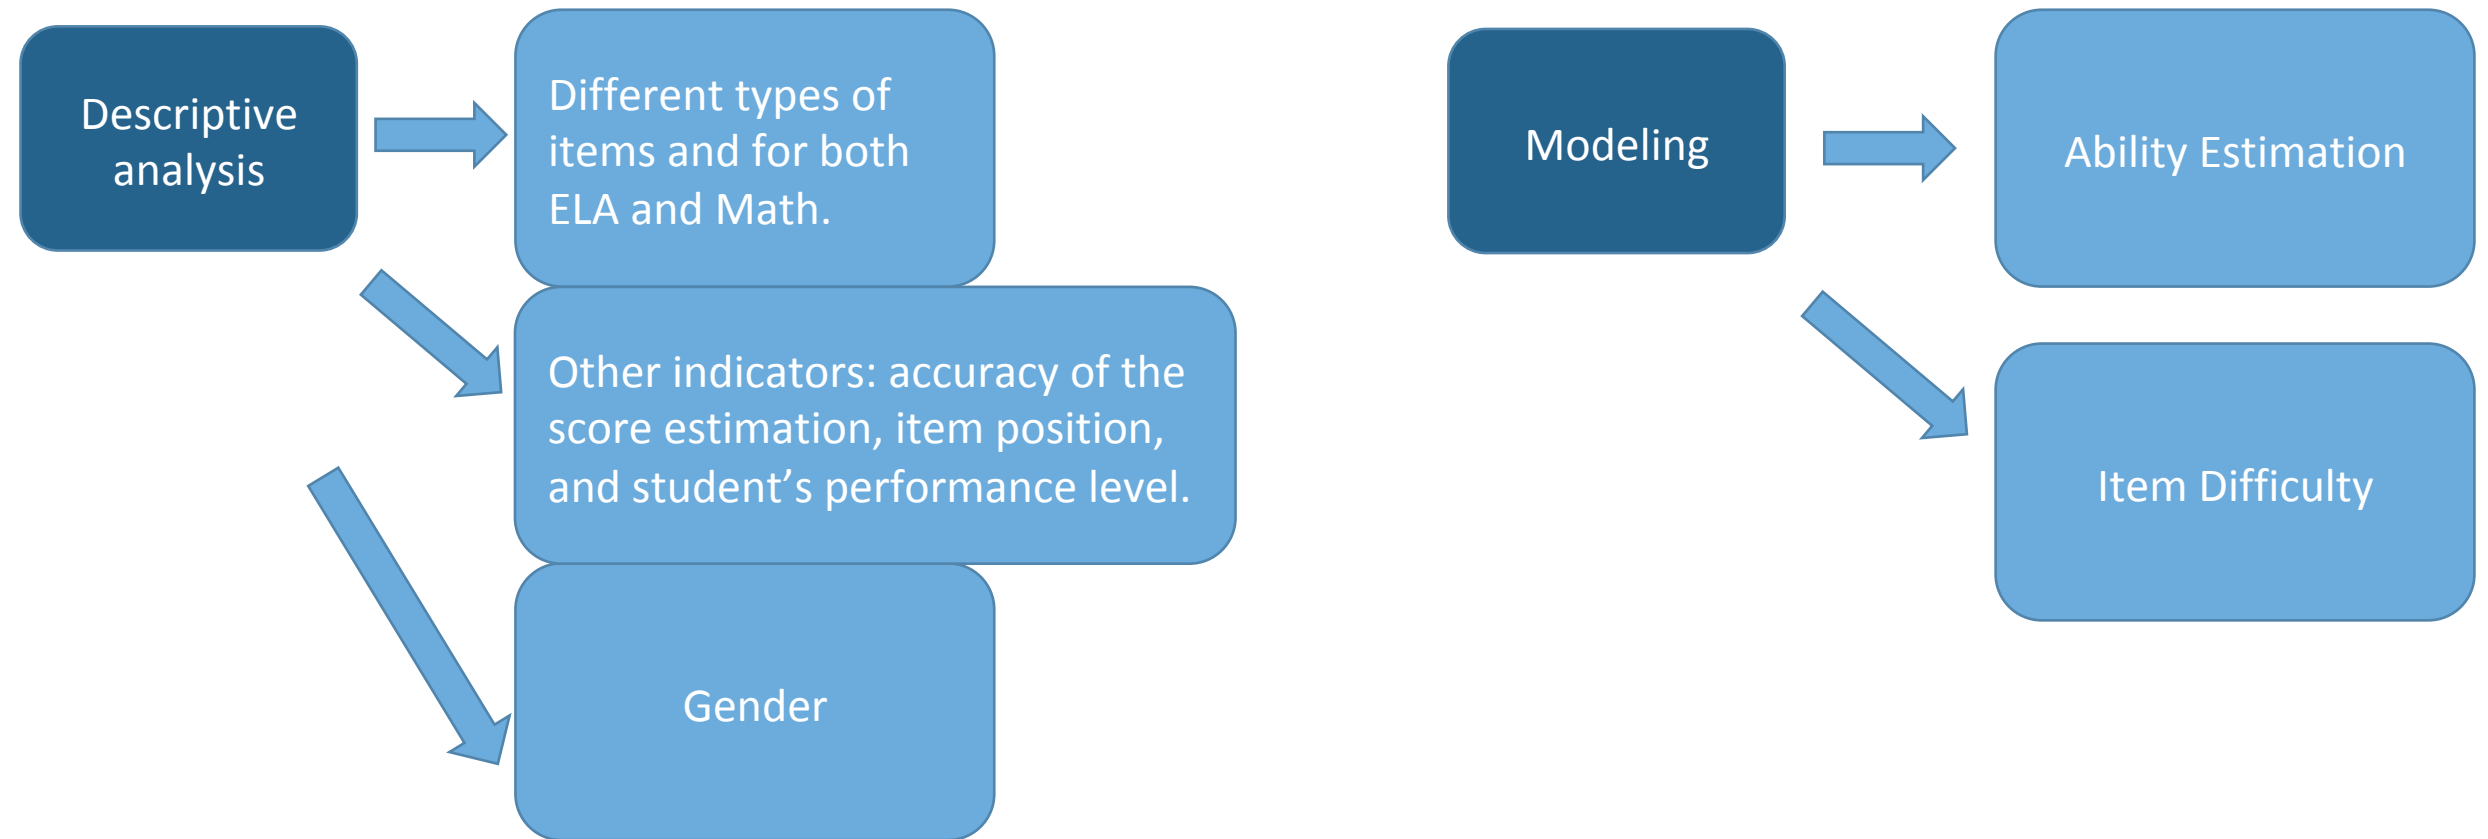 Descriptive
analysis
Different types of
items and for both
ELA and Math.
Other indicators: accuracy of the
score estimation, item position,
and student’s performance level.
Gender
Modeling
Ability Estimation
Item Difficulty